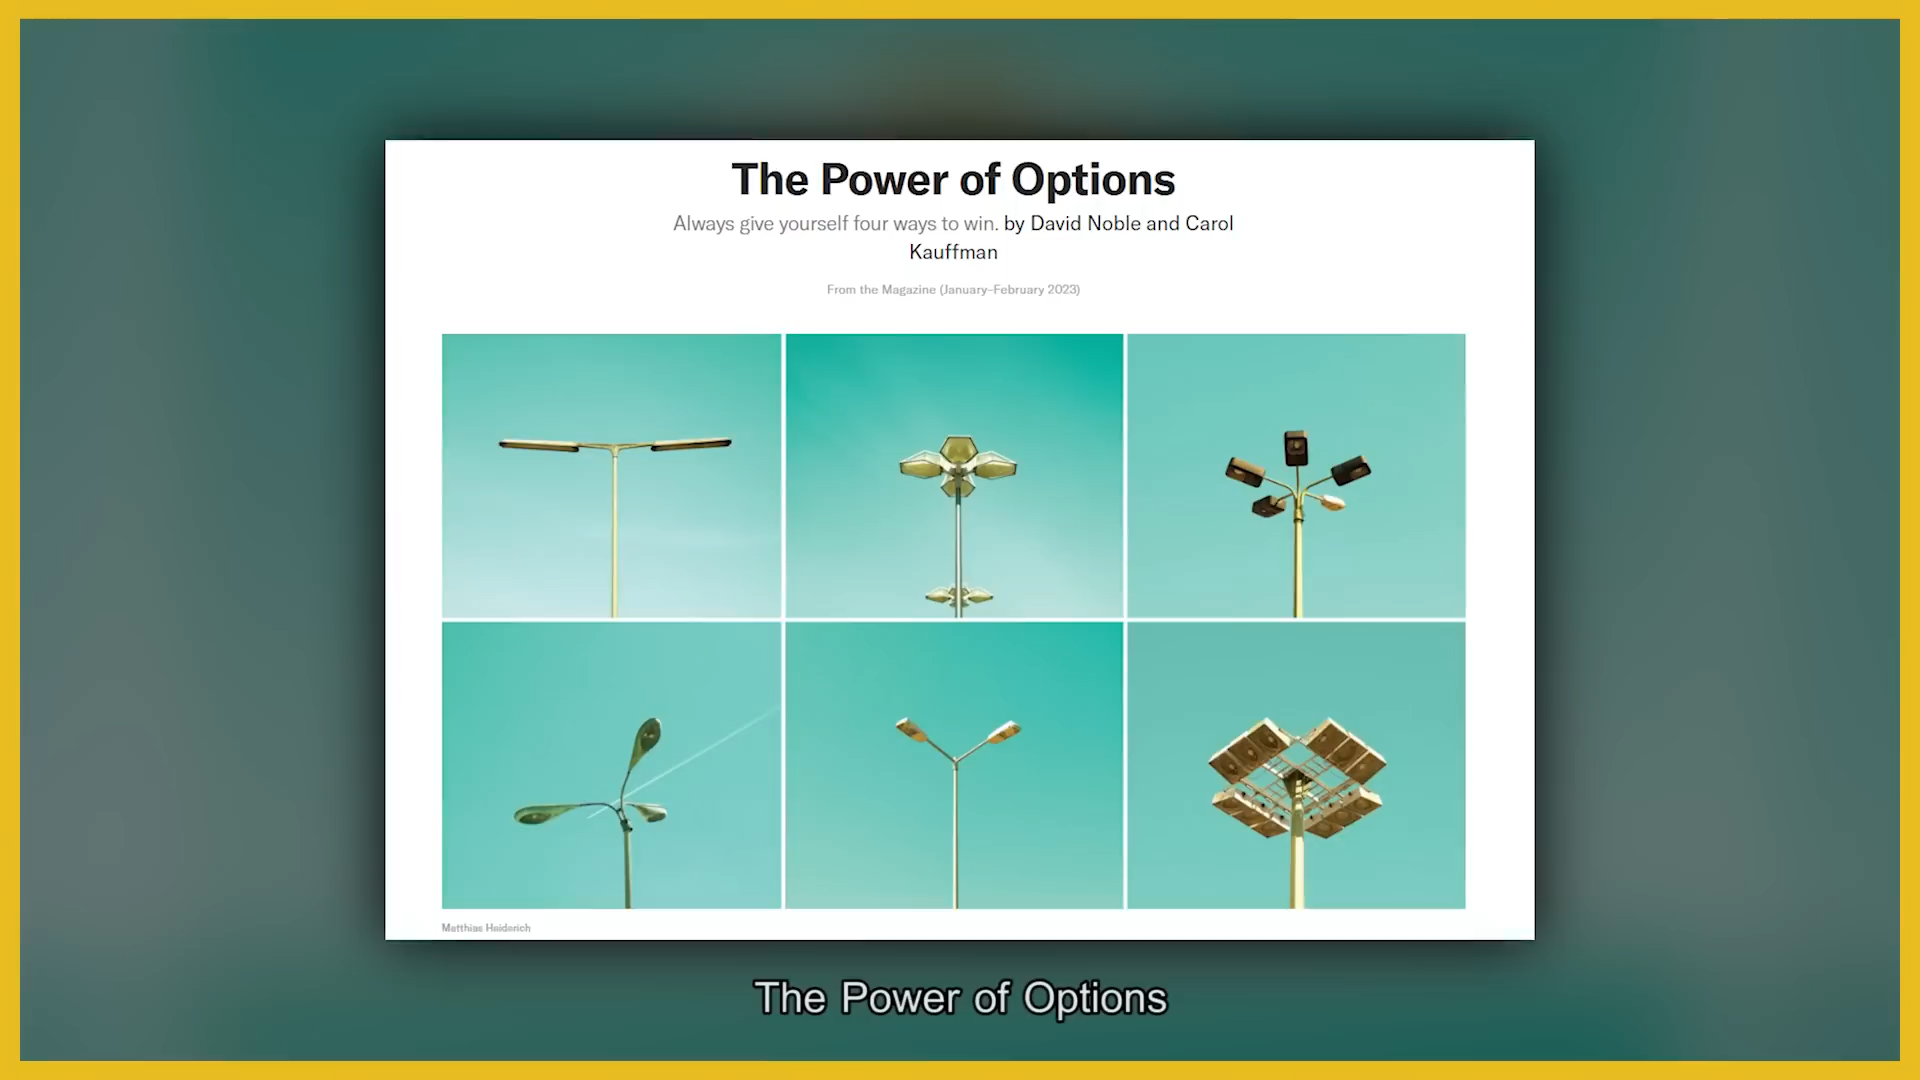 The Power of Options
Always give yourself four ways to win. by David Noble and Carol
Kauffman
From the Magazine (January–February 2023)
Matthias Heiderich
The Power of Options